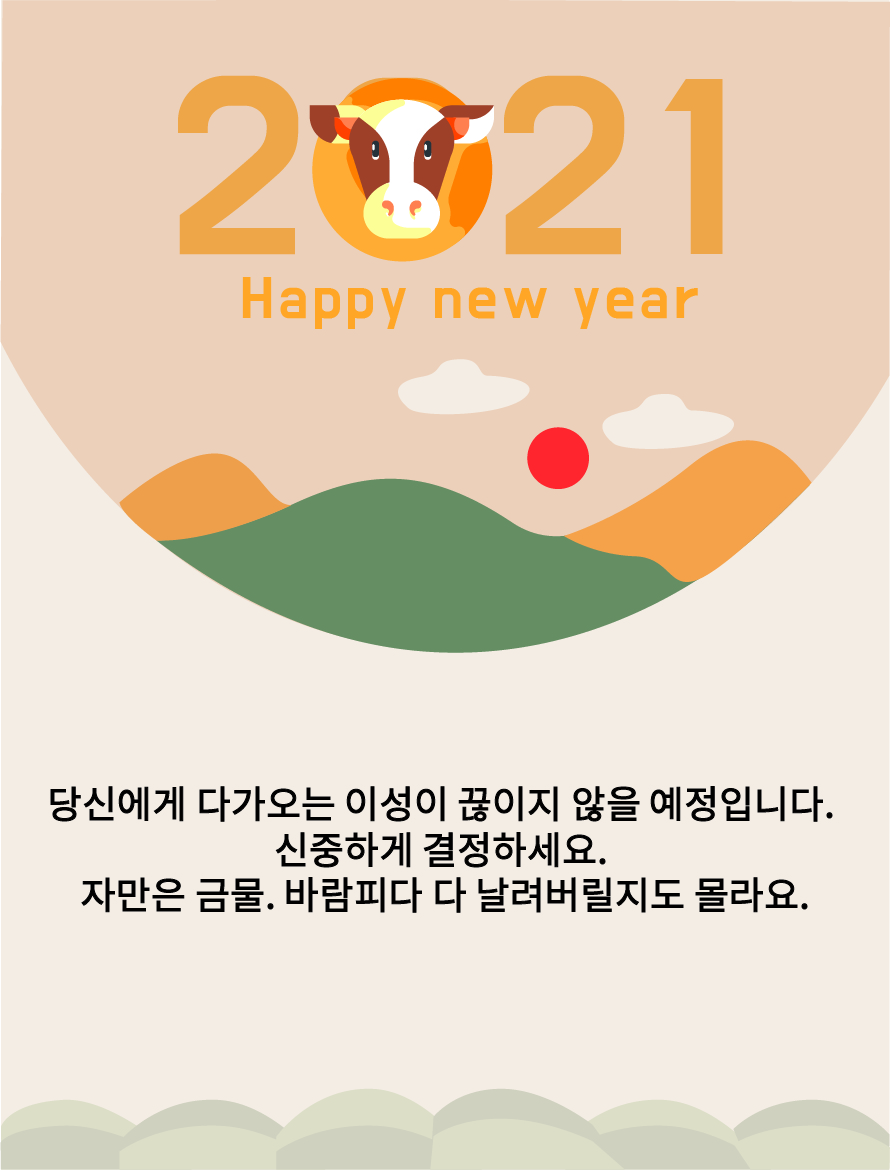 2021
Happy new year
당신에게 다가오는 이성이 끊이지 않을 예정입니다.
신중하게 결정하세요.
자만은 금물. 바람피다 다 날려버릴지도 몰라요.